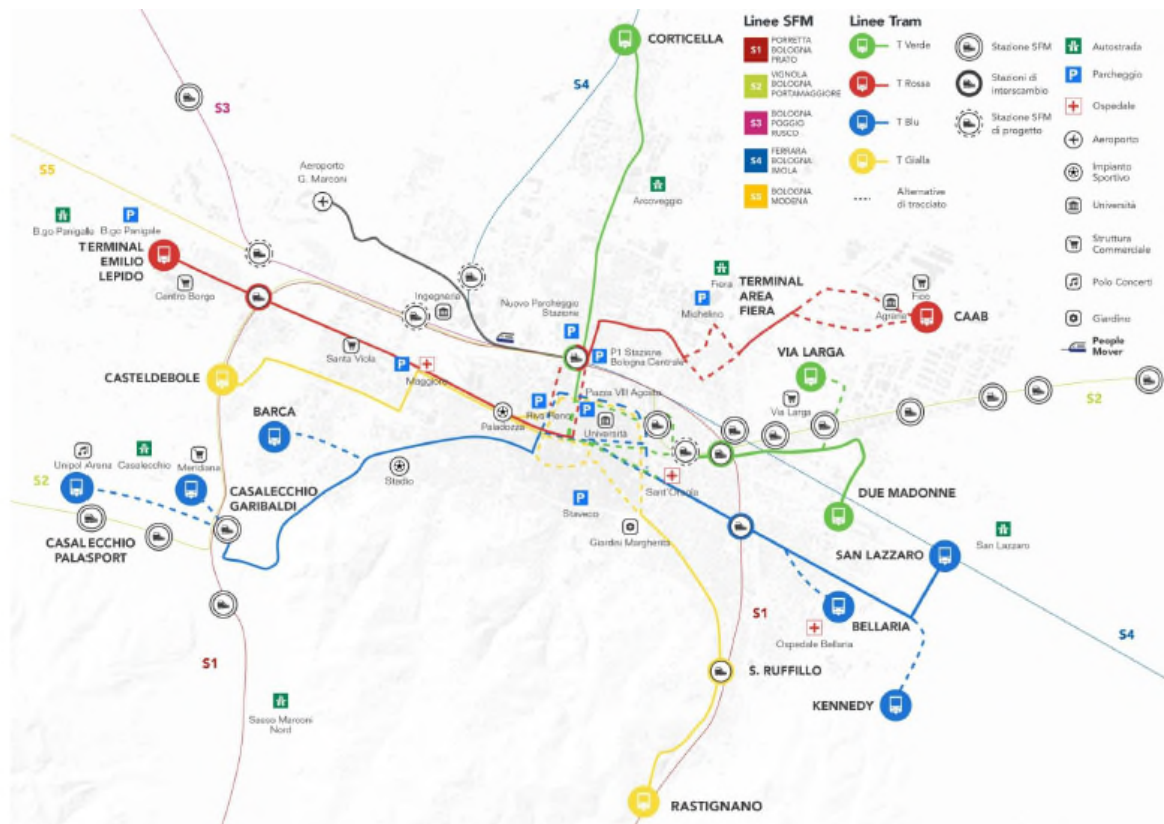 Linee SFM
S1
PORRETTA
BOLOGNA
PRATO
S2
VIGNOLA
BOLOGNA
PORTAMAGGIORE
S3
BOLOGNA
POGGIO
RUSCO
S4
FERRARA
BOLOGNA
IMOLA
S5
BOLOGNA
MODENA
Linee Tram
T Verde
T Rossa
T Blu
T Gialla
Alternative
di tracciato
Stazione SFM
Stazioni di
interscambio
Stazione SFM
di progetto
Autostrada
P
Parcheggio
Ospedale
Aeroporto
Impianto
Sportivo
Università
Struttura
Commerciale
Polo Concerti
Giardino
People
Mover
CORTICELLA
S4
S3
S5
Aeroporto
G. Marconi
Arcoveggio
P
B.go Panigale
B.go Panigale
TERMINAL
EMILIO
LEPIDO
Centro Borgo
Ingegneria
Nuovo Parcheggio
Stazione
P
Fiera
P
Michelino
TERMINAL
AREA
FIERA
Fico
Agraria
CAAB
Santa Viola
P
Maggiore
P
P1 Stazione
Bologna Centrale
VIA LARGA
CASTELDEBOLE
Piazza VIII Agosto
P
P
Riva Reno
Paladozza
Università
Via Larga
S2
BARCA
Unipol Arena
Casalecchio
Meridiana
Stadio
S2
CASALECCHIO
GARIBALDI
CASALECCHIO
PALASPORT
Sant'Orsola
P
Staveco
Giardini Margherita
DUE MADONNE
SAN LAZZARO
San Lazzaro
S1
BELLARIA
Ospedale Bellaria
S4
S1
S. RUFFILLO
KENNEDY
Sasso Marconi
Nord
RASTIGNANO